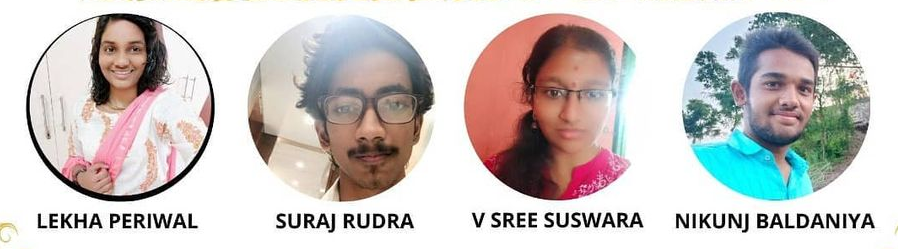 LEKHA PERIWAL
SURAJ RUDRA
V SREE SUSWARA
NIKUNJ BALDANIYA